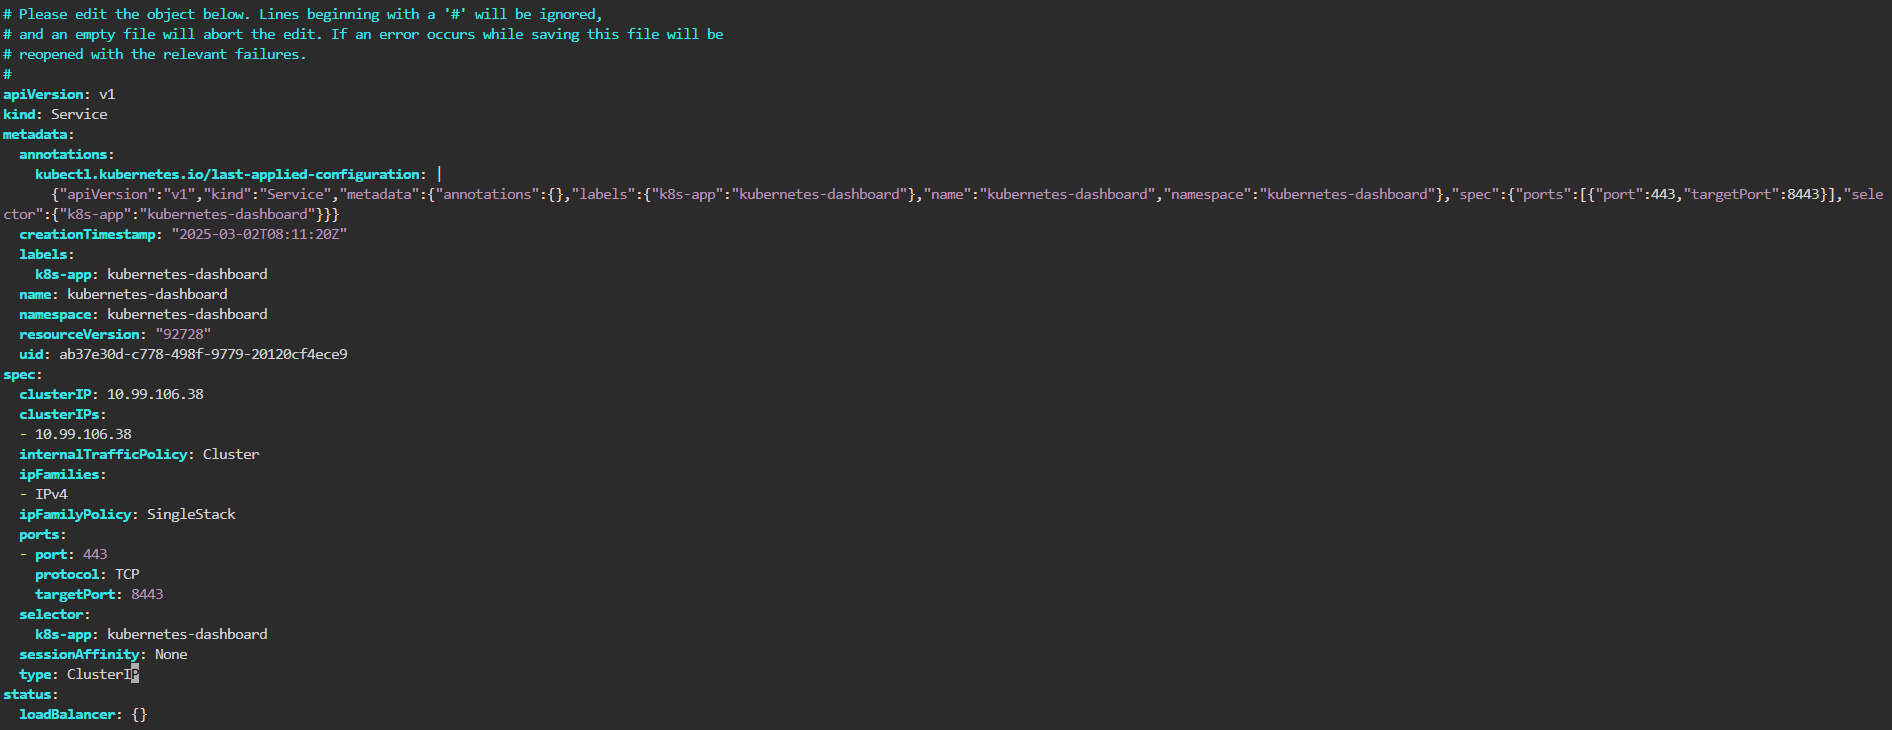 # Please edit the object below. Lines beginning with a '#' will be ignored,
# and an empty file will abort the edit. If an error occurs while saving this file will be
# reopened with the relevant failures.
#
apiVersion: v1
kind: Service
metadata:
  annotations:
    kubectl.kubernetes.io/last-applied-configuration: |
      {"apiVersion":"v1","kind":"Service","metadata":{"annotations":{},"labels":{"k8s-app":"kubernetes-dashboard"},"name":"kubernetes-dashboard","namespace":"kubernetes-dashboard"},"spec":{"ports":[{"port":443,"targetPort":8443}],"sele
ctor":{"k8s-app":"kubernetes-dashboard"}}}
  creationTimestamp: "2025-03-02T08:11:20Z"
  labels:
    k8s-app: kubernetes-dashboard
  name: kubernetes-dashboard
  namespace: kubernetes-dashboard
  resourceVersion: "92728"
  uid: ab37e30d-c778-498f-9779-20120cf4ece9
spec:
  clusterIP: 10.99.106.38
  clusterIPs:
  - 10.99.106.38
  internalTrafficPolicy: Cluster
  ipFamilies:
  - IPv4
  ipFamilyPolicy: SingleStack
  ports:
  - port: 443
    protocol: TCP
    targetPort: 8443
  selector:
    k8s-app: kubernetes-dashboard
  sessionAffinity: None
  type: ClusterIP
status:
  loadBalancer: {}